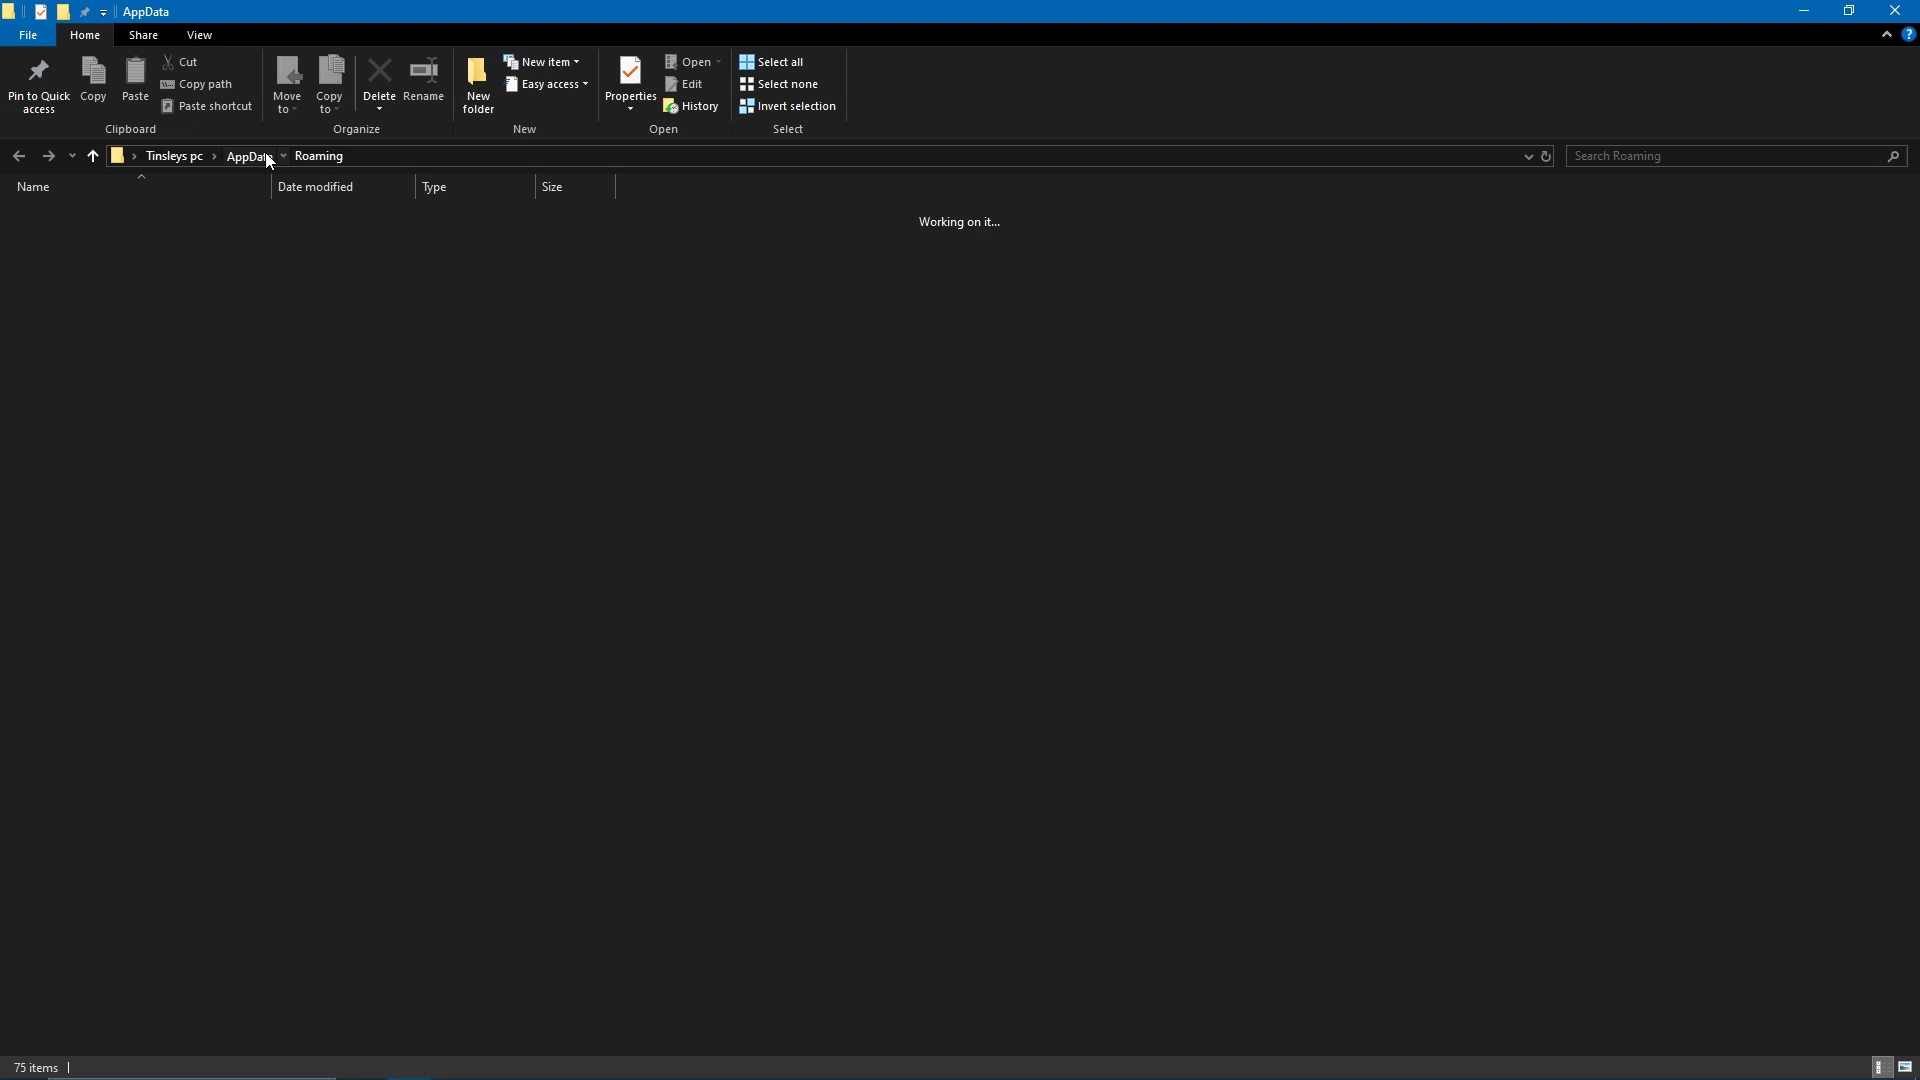 AppData
File Home Share View
Pin to Quick access
Copy
Paste
Cut
Copy path
Paste shortcut
Clipboard
Move to
Copy to
Delete
Rename
Organize
New folder
New item
Easy access
New
Properties
Open
Edit
History
Open
Select all
Select none
Invert selection
Select
Tinsleys pc > AppData Roaming
Search Roaming
Name Date modified Type Size
Working on it...
75 items